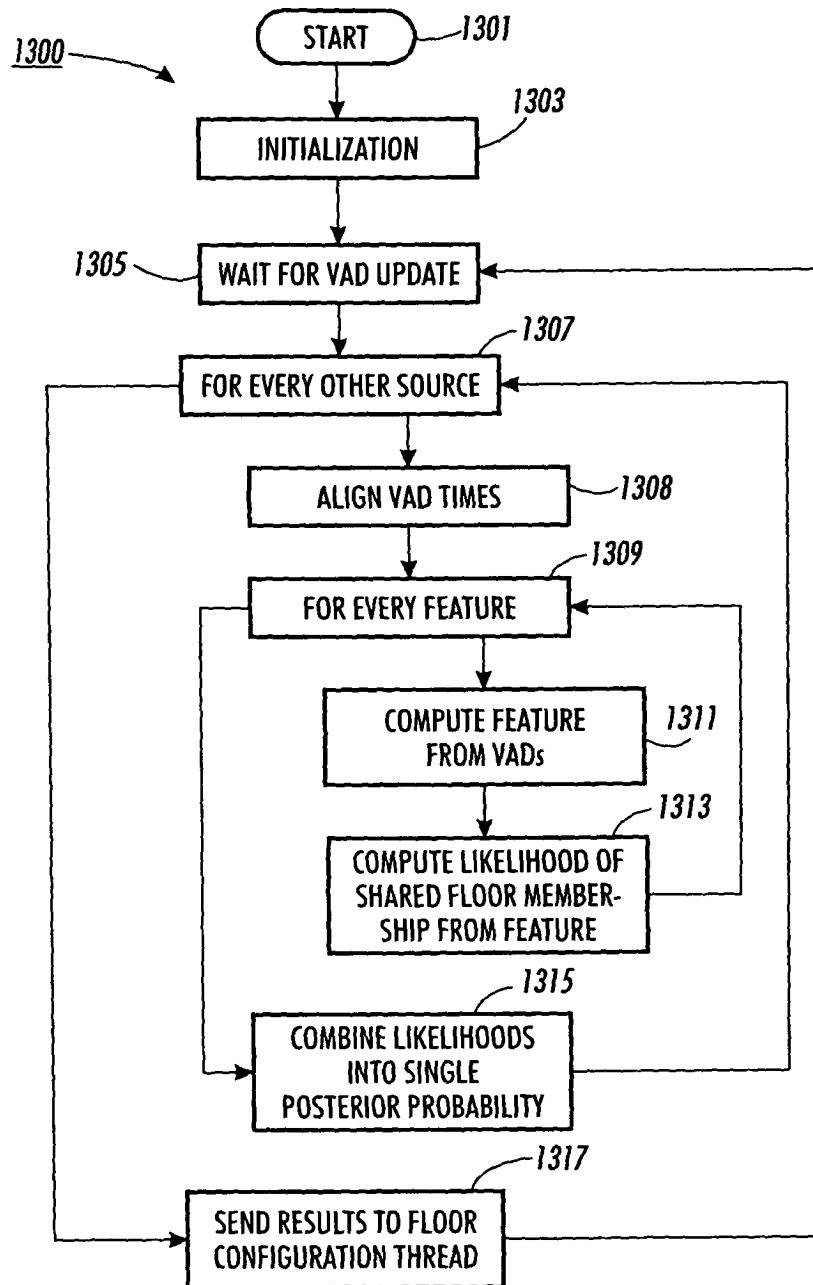 START
1301
1300
1303
INITIALIZATION
1305
WAIT FOR VAD UPDATE
1307
FOR EVERY OTHER SOURCE
ALIGN VAD TIMES
1308
1309
FOR EVERY FEATURE
COMPUTE FEATURE
FROM VADs
1311
1313
COMPUTE LIKELIHOOD OF
SHARED FLOOR MEMBER-
SHIP FROM FEATURE
1315
COMBINE LIKELIHOODS
INTO SINGLE
POSTERIOR PROBABILITY
1317
SEND RESULTS TO FLOOR
CONFIGURATION THREAD